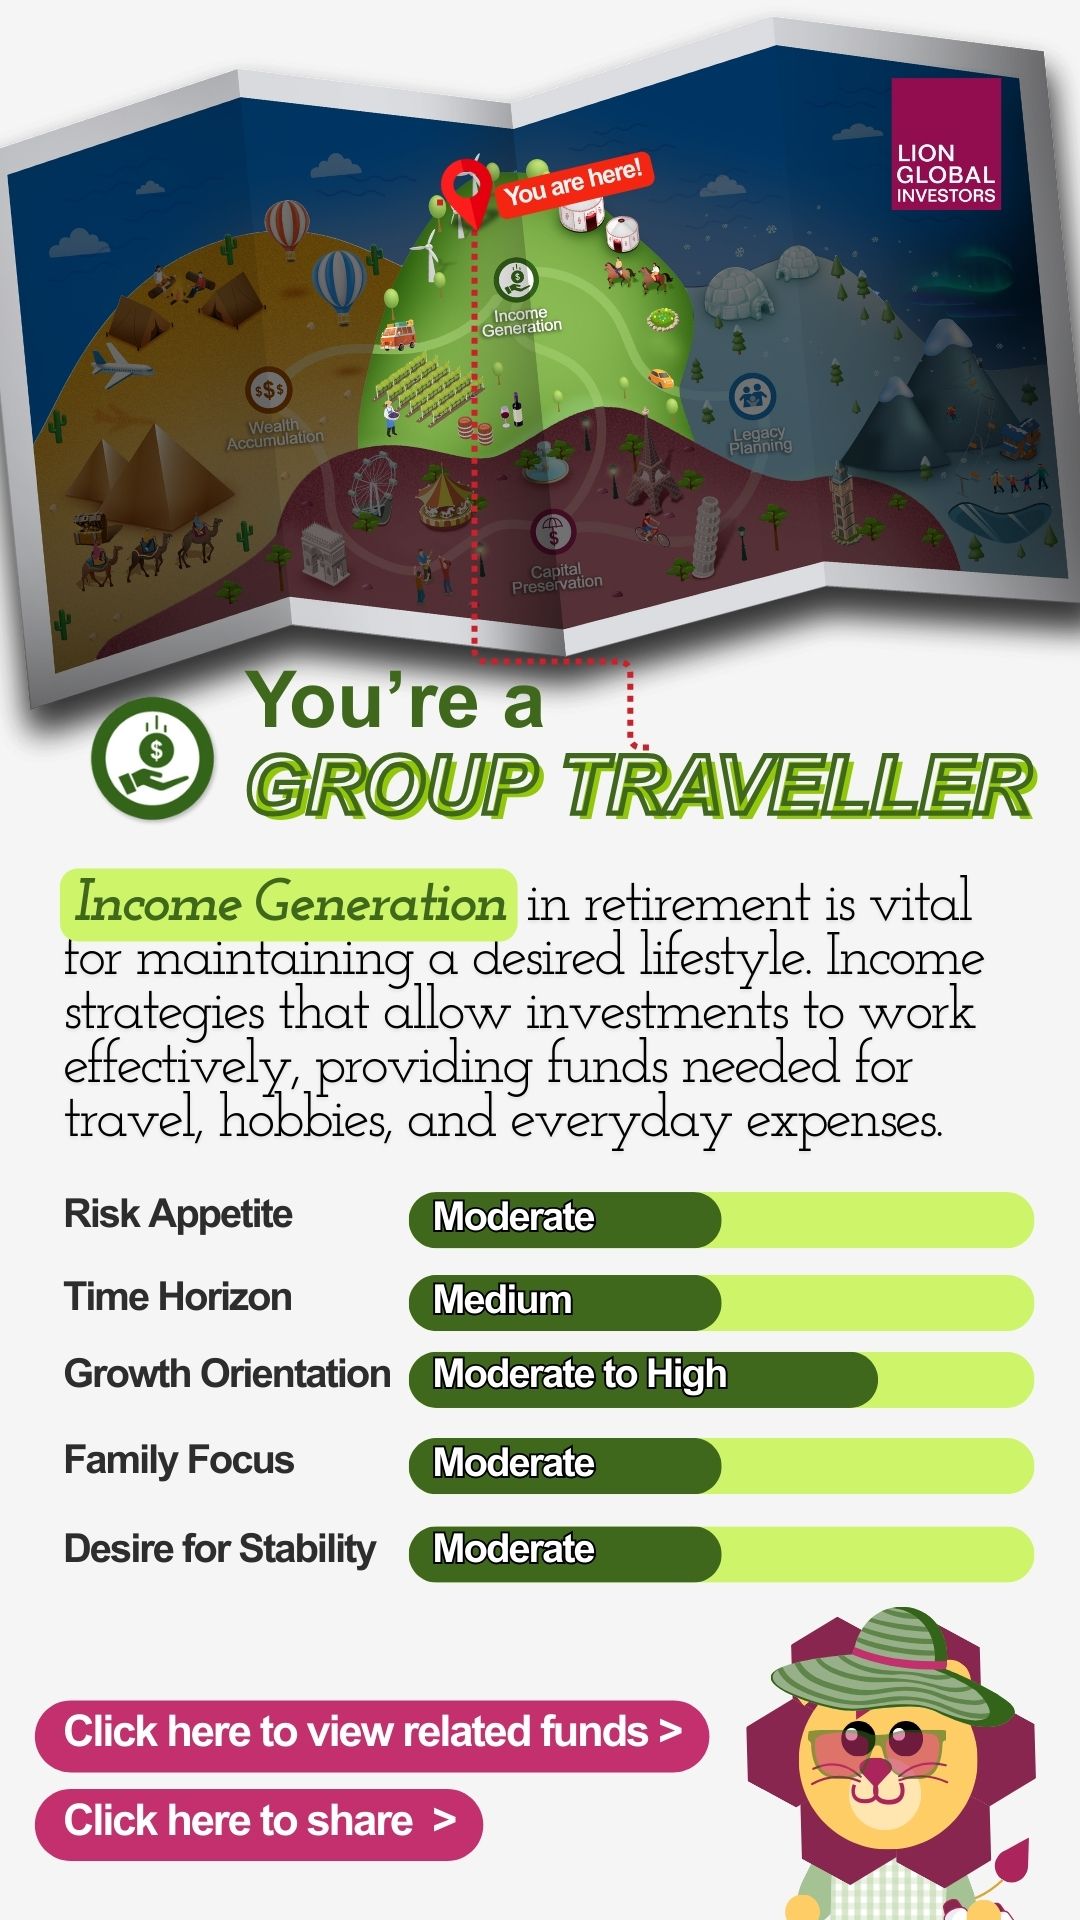 LION
GLOBAL
INVESTORS
You are here!
Income
Generation
$$$
Wealth
Accumulation
Legacy
Planning
$
Capital
Preservation
You're a
$
GROUP TRAVELLER
Income Generation in retirement is vital
for maintaining a desired lifestyle. Income
strategies that allow investments to work
effectively, providing funds needed for
travel, hobbies, and everyday expenses.
Risk Appetite Moderate
Time Horizon Medium
Growth Orientation Moderate to High
Family Focus Moderate
Desire for Stability Moderate
Click here to view related funds >
Click here to share >